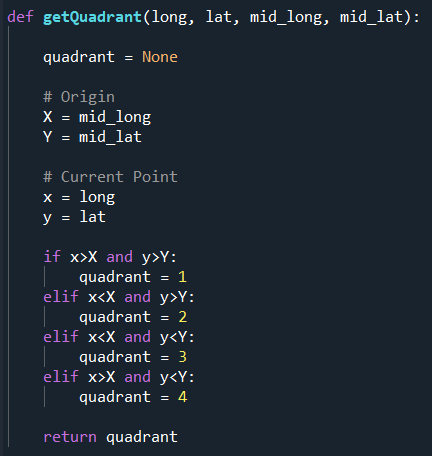 def getQuadrant(long, lat, mid_long, mid_lat):
quadrant = None
# Origin
X = mid_long
Y = mid_lat
# Current Point
x = long
y = lat
if x>X and y>Y:
quadrant = 1
elif x<X and y>Y:
quadrant = 2
elif x<X and y<Y:
quadrant = 3
elif x>X and y<Y:
quadrant = 4
return quadrant